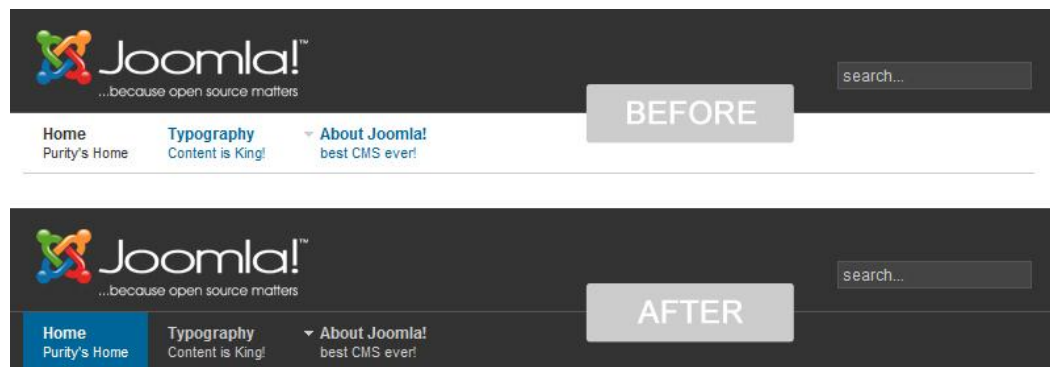 Joomla!™
...because open source matters
search...
BEFORE
Home Typography About Joomla!
Purity's Home Content is King! best CMS ever!
Joomla!™
...because open source matters
search...
AFTER
Home Typography About Joomla!
Purity's Home Content is King! best CMS ever!